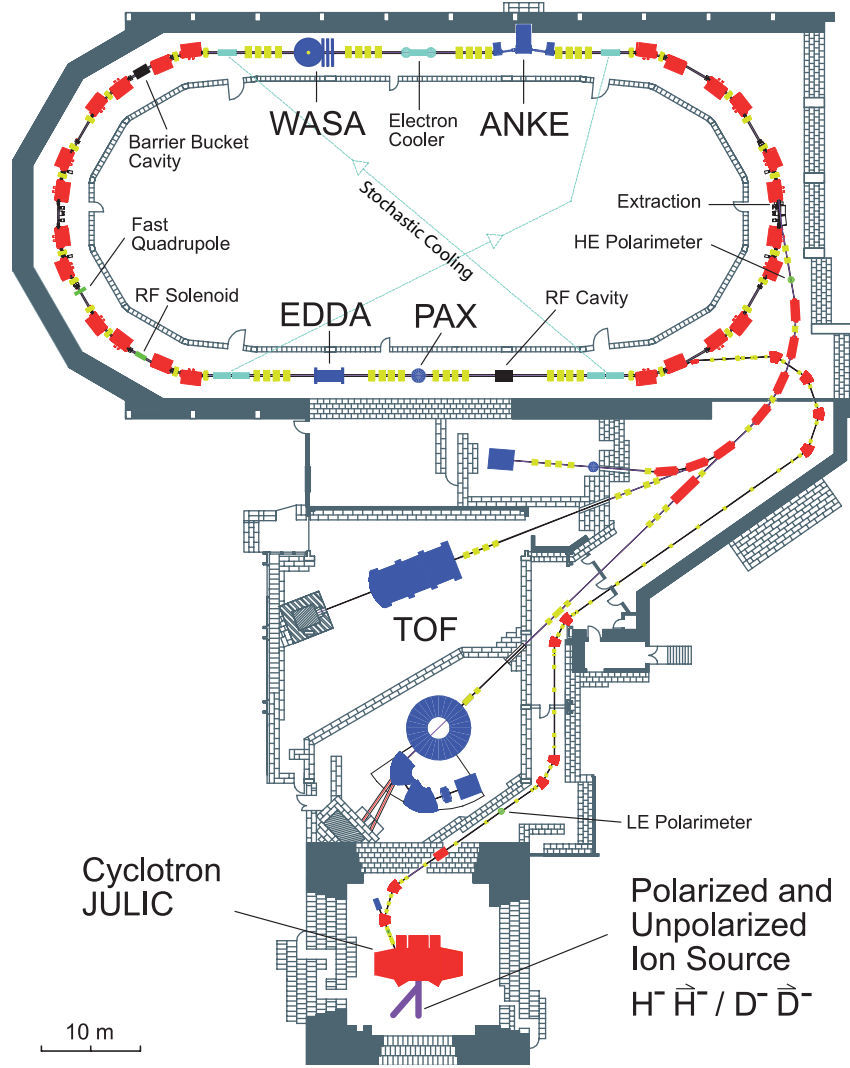 WASA
Electron
Cooler
ANKE
Barrier Bucket
Cavity
Stochastic Cooling
Extraction
Fast
Quadrupole
HE Polarimeter
RF Solenoid
EDDA
PAX
RF Cavity
TOF
LE Polarimeter
Cyclotron
JULIC
Polarized and
Unpolarized
Ion Source
H⁻ H⃗⁻ / D⁻ D⃗⁻
10 m